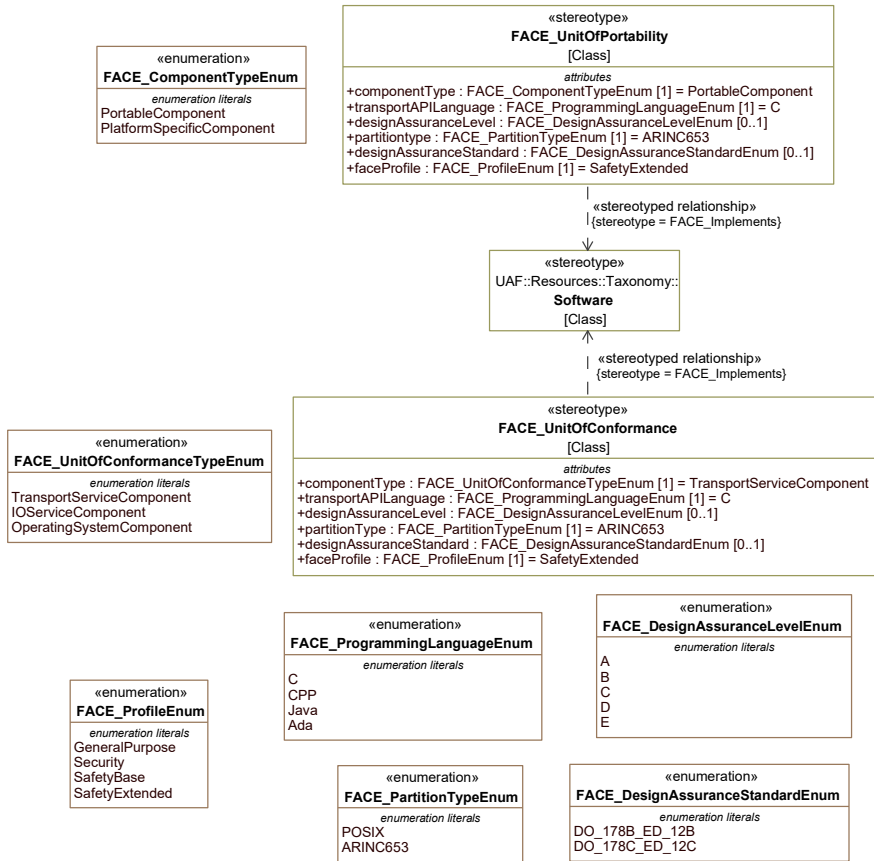 «enumeration»
FACE_ComponentTypeEnum
enumeration literals
PortableComponent
PlatformSpecificComponent
«stereotype»
FACE_UnitOfPortability
[Class]
attributes
+componentType : FACE_ComponentTypeEnum [1] = PortableComponent
+transportAPILanguage : FACE_ProgrammingLanguageEnum [1] = C
+designAssuranceLevel : FACE_DesignAssuranceLevelEnum [0..1]
+partitiontype : FACE_PartitionTypeEnum [1] = ARINC653
+designAssuranceStandard : FACE_DesignAssuranceStandardEnum [0..1]
+faceProfile : FACE_ProfileEnum [1] = SafetyExtended
«stereotyped relationship»
{stereotype = FACE_Implements}
«stereotype»
UAF::Resources::Taxonomy::
Software
[Class]
«stereotyped relationship»
{stereotype = FACE_Implements}
«stereotype»
FACE_UnitOfConformance
[Class]
attributes
+componentType : FACE_UnitOfConformanceTypeEnum [1] = TransportServiceComponent
+transportAPILanguage : FACE_ProgrammingLanguageEnum [1] = C
+designAssuranceLevel : FACE_DesignAssuranceLevelEnum [0..1]
+partitionType : FACE_PartitionTypeEnum [1] = ARINC653
+designAssuranceStandard : FACE_DesignAssuranceStandardEnum [0..1]
+faceProfile : FACE_ProfileEnum [1] = SafetyExtended
«enumeration»
FACE_UnitOfConformanceTypeEnum
enumeration literals
TransportServiceComponent
IOServiceComponent
OperatingSystemComponent
«enumeration»
FACE_ProgrammingLanguageEnum
enumeration literals
C
CPP
Java
Ada
«enumeration»
FACE_DesignAssuranceLevelEnum
enumeration literals
A
B
C
D
E
«enumeration»
FACE_ProfileEnum
enumeration literals
GeneralPurpose
Security
SafetyBase
SafetyExtended
«enumeration»
FACE_PartitionTypeEnum
enumeration literals
POSIX
ARINC653
«enumeration»
FACE_DesignAssuranceStandardEnum
enumeration literals
DO_178B_ED_12B
DO_178C_ED_12C